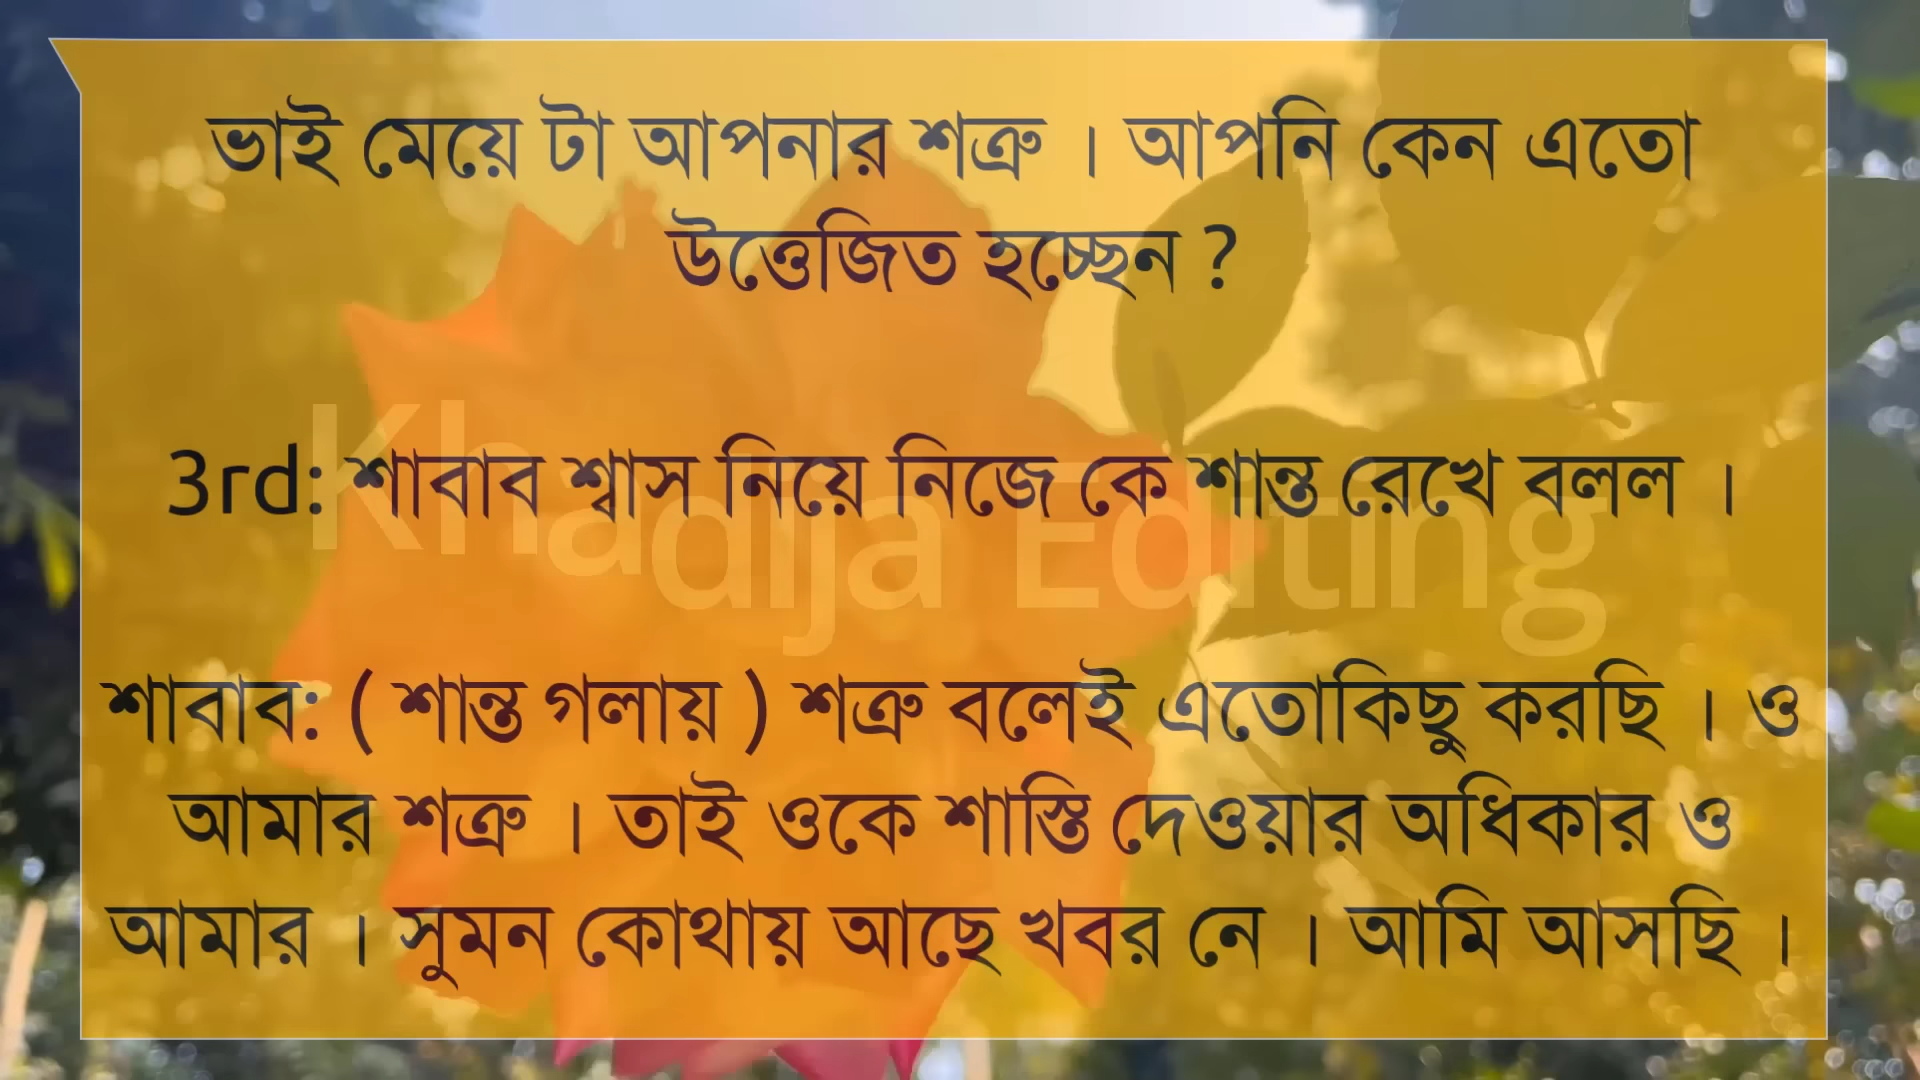 ভাই মেয়ে টা আপনার শত্রু । আপনি কেন এতো
উত্তেজিত হচ্ছেন ?
3rd: শাবাব শ্বাস নিয়ে নিজে কে শান্ত রেখে বলল ।
Khadija Editing
শাবাব: ( শান্ত গলায় ) শত্রু বলেই এতোকিছু করছি । ও
আমার শত্রু । তাই ওকে শাস্তি দেওয়ার অধিকার ও
আমার । সুমন কোথায় আছে খবর নে । আমি আসছি ।